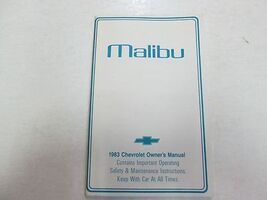 malibu
1983 Chevrolet Owner's Manual
Contains Important Operating
Safety & Maintenance Instructions.
Keep With Car At All Times.